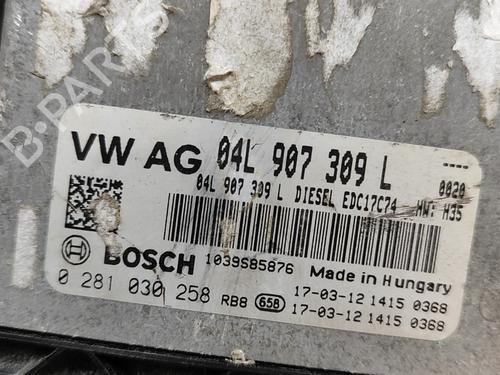 B-PARTS
VW AG 04L 907 309 L
----
0020
04L 907 309 L DIESEL EDC17C74 HW: H35
BOSCH 1039S85876 Made in Hungary
0 281 030 258 RB8 658 17-03-12 1415 0368
17-03-12 1415 0368